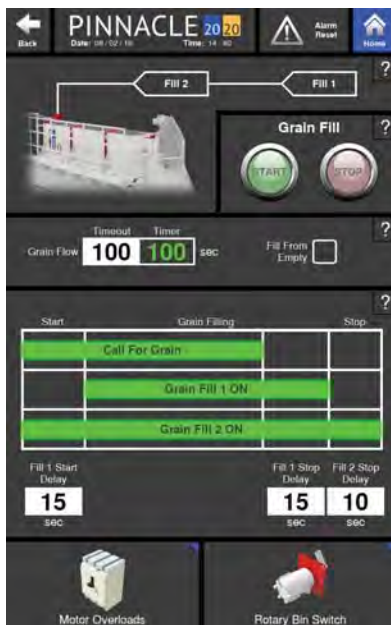 PINNACLE 20 20
Date: 09/02/16 Time: 14 : 40
Alarm
Reset
Back
Home
?
Fill 2
Fill 1
?
Grain Fill
START
STOP
?
Timeout
Timer
Grain Flow
100
100
sec
Fill From
Empty
?
Start
Grain Filling
Stop
Call For Grain
Grain Fill 1 ON
Grain Fill 2 ON
Fill 1 Start
Delay
15
sec
Fill 1 Stop
Delay
15
sec
Fill 2 Stop
Delay
10
sec
Motor Overloads
Rotary Bin Switch